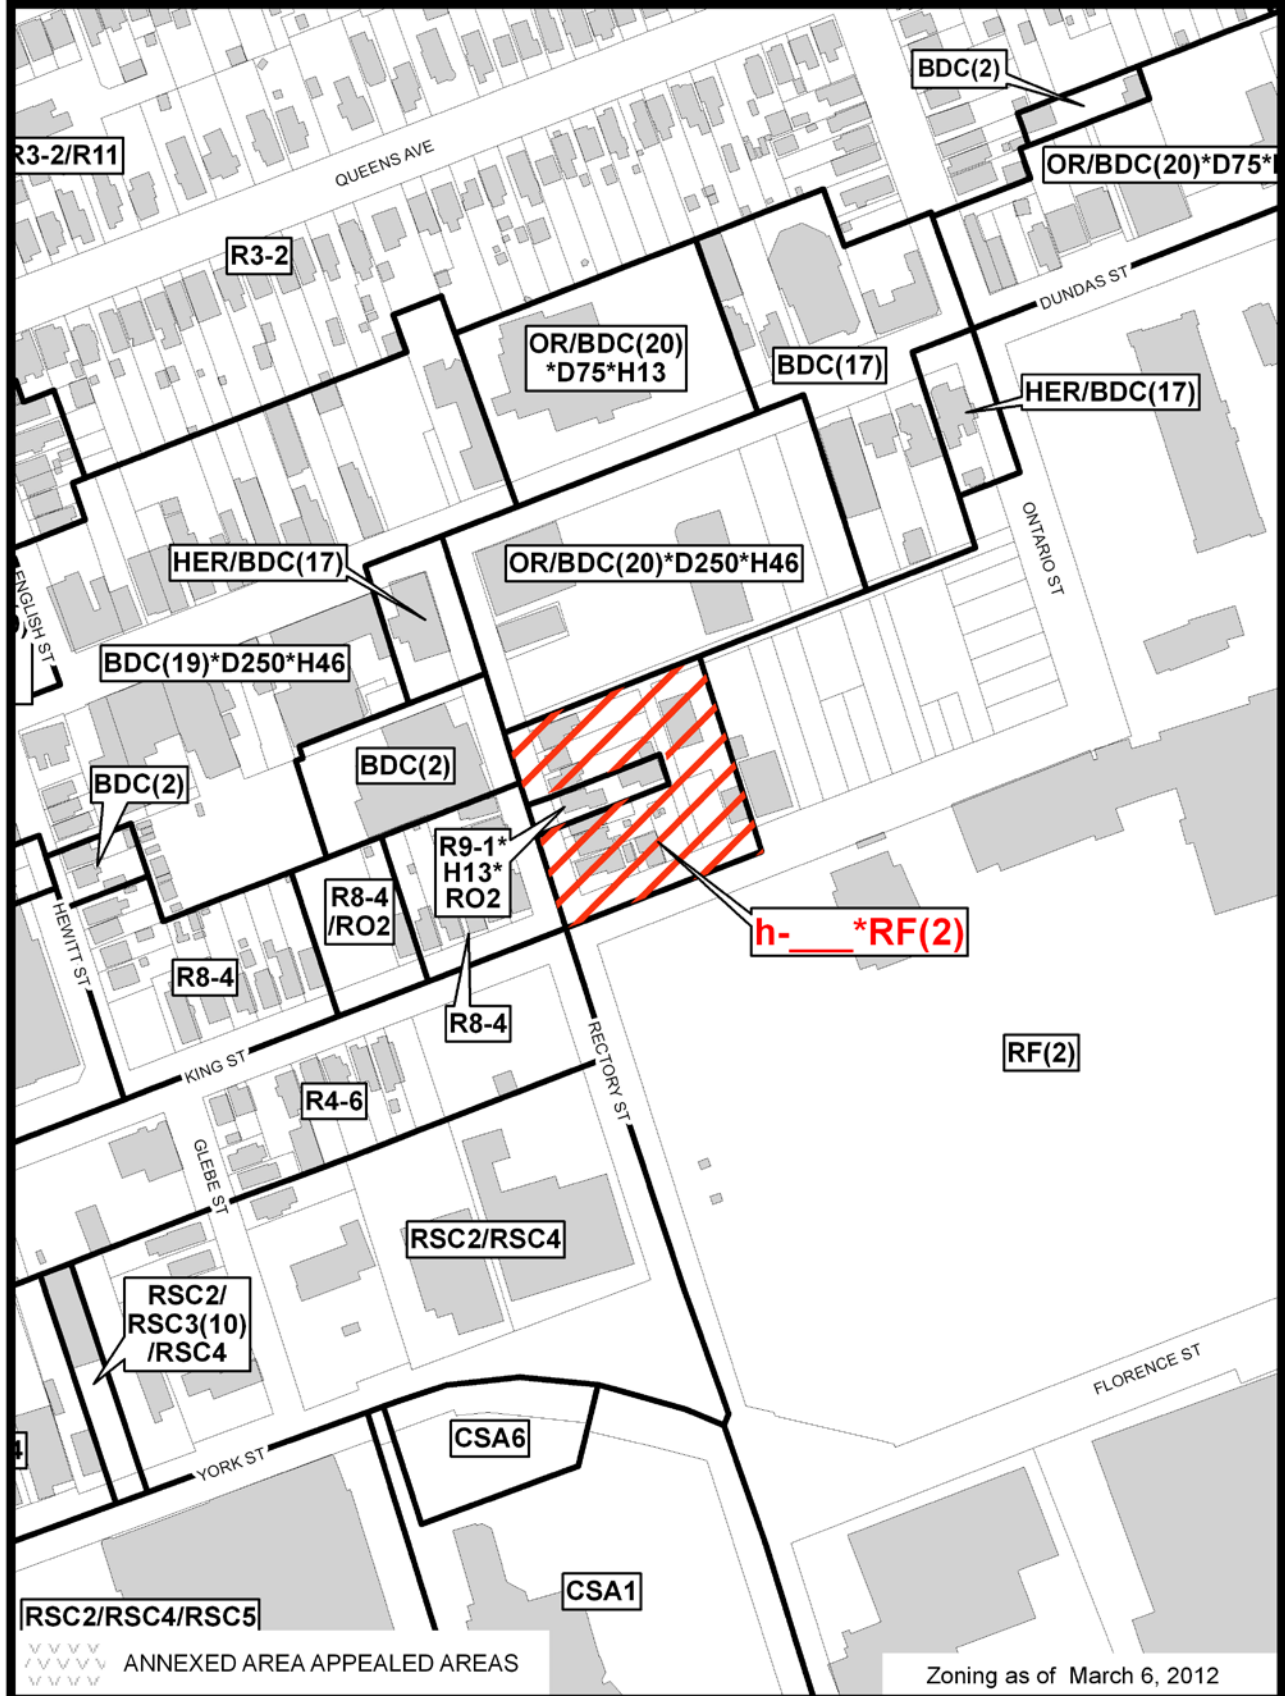 BDC(2)
R3-2/R11
QUEENS AVE
OR/BDC(20)*D75*
R3-2
DUNDAS ST
OR/BDC(20)
*D75*H13
BDC(17)
HER/BDC(17)
HER/BDC(17)
OR/BDC(20)*D250*H46
ONTARIO ST
ENGLISH ST
BDC(19)*D250*H46
BDC(2)
BDC(2)
R9-1*
H13*
RO2
R8-4
/RO2
h-___*RF(2)
HEWITT ST
R8-4
R8-4
RF(2)
KING ST
RECTORY ST
R4-6
GLEBE ST
RSC2/RSC4
RSC2/
RSC3(10)
/RSC4
FLORENCE ST
CSA6
4
YORK ST
CSA1
RSC2/RSC4/RSC5
ANNEXED AREA APPEALED AREAS
Zoning as of March 6, 2012